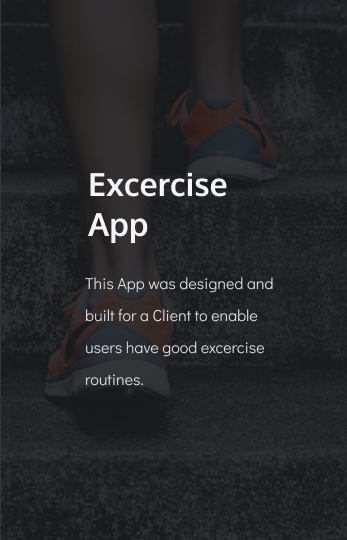 Excercise
App
This App was designed and
built for a Client to enable
users have good excercise
routines.